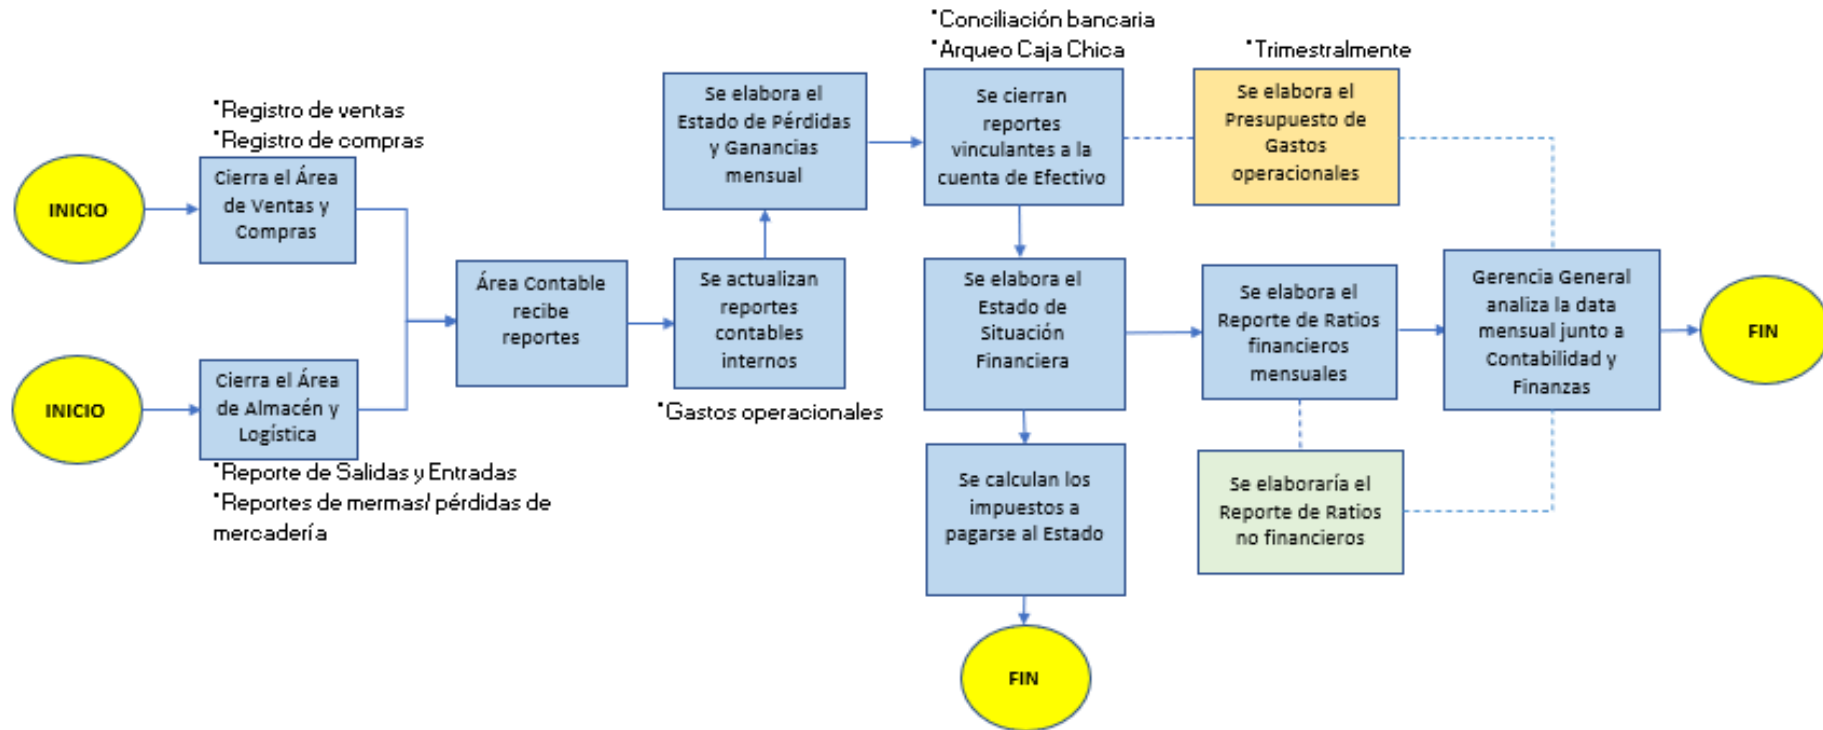 *Registro de ventas
*Registro de compras
INICIO
Cierra el Área
de Ventas y
Compras
INICIO
Cierra el Área
de Almacén y
Logística
*Reporte de Salidas y Entradas
*Reportes de mermas/ pérdidas de
mercadería
Área Contable
recibe
reportes
Se actualizan
reportes
contables
internos
*Gastos operacionales
Se elabora el
Estado de Pérdidas
y Ganancias
mensual
*Conciliación bancaria
*Arqueo Caja Chica
Se cierran
reportes
vinculantes a la
cuenta de Efectivo
*Trimestralmente
Se elabora el
Presupuesto de
Gastos
operacionales
Se elabora el
Estado de
Situación
Financiera
Se elabora el
Reporte de Ratios
financieros
mensuales
Gerencia General
analiza la data
mensual junto a
Contabilidad y
Finanzas
FIN
Se calculan los
impuestos a
pagarse al Estado
Se elaboraría el
Reporte de Ratios
no financieros
FIN